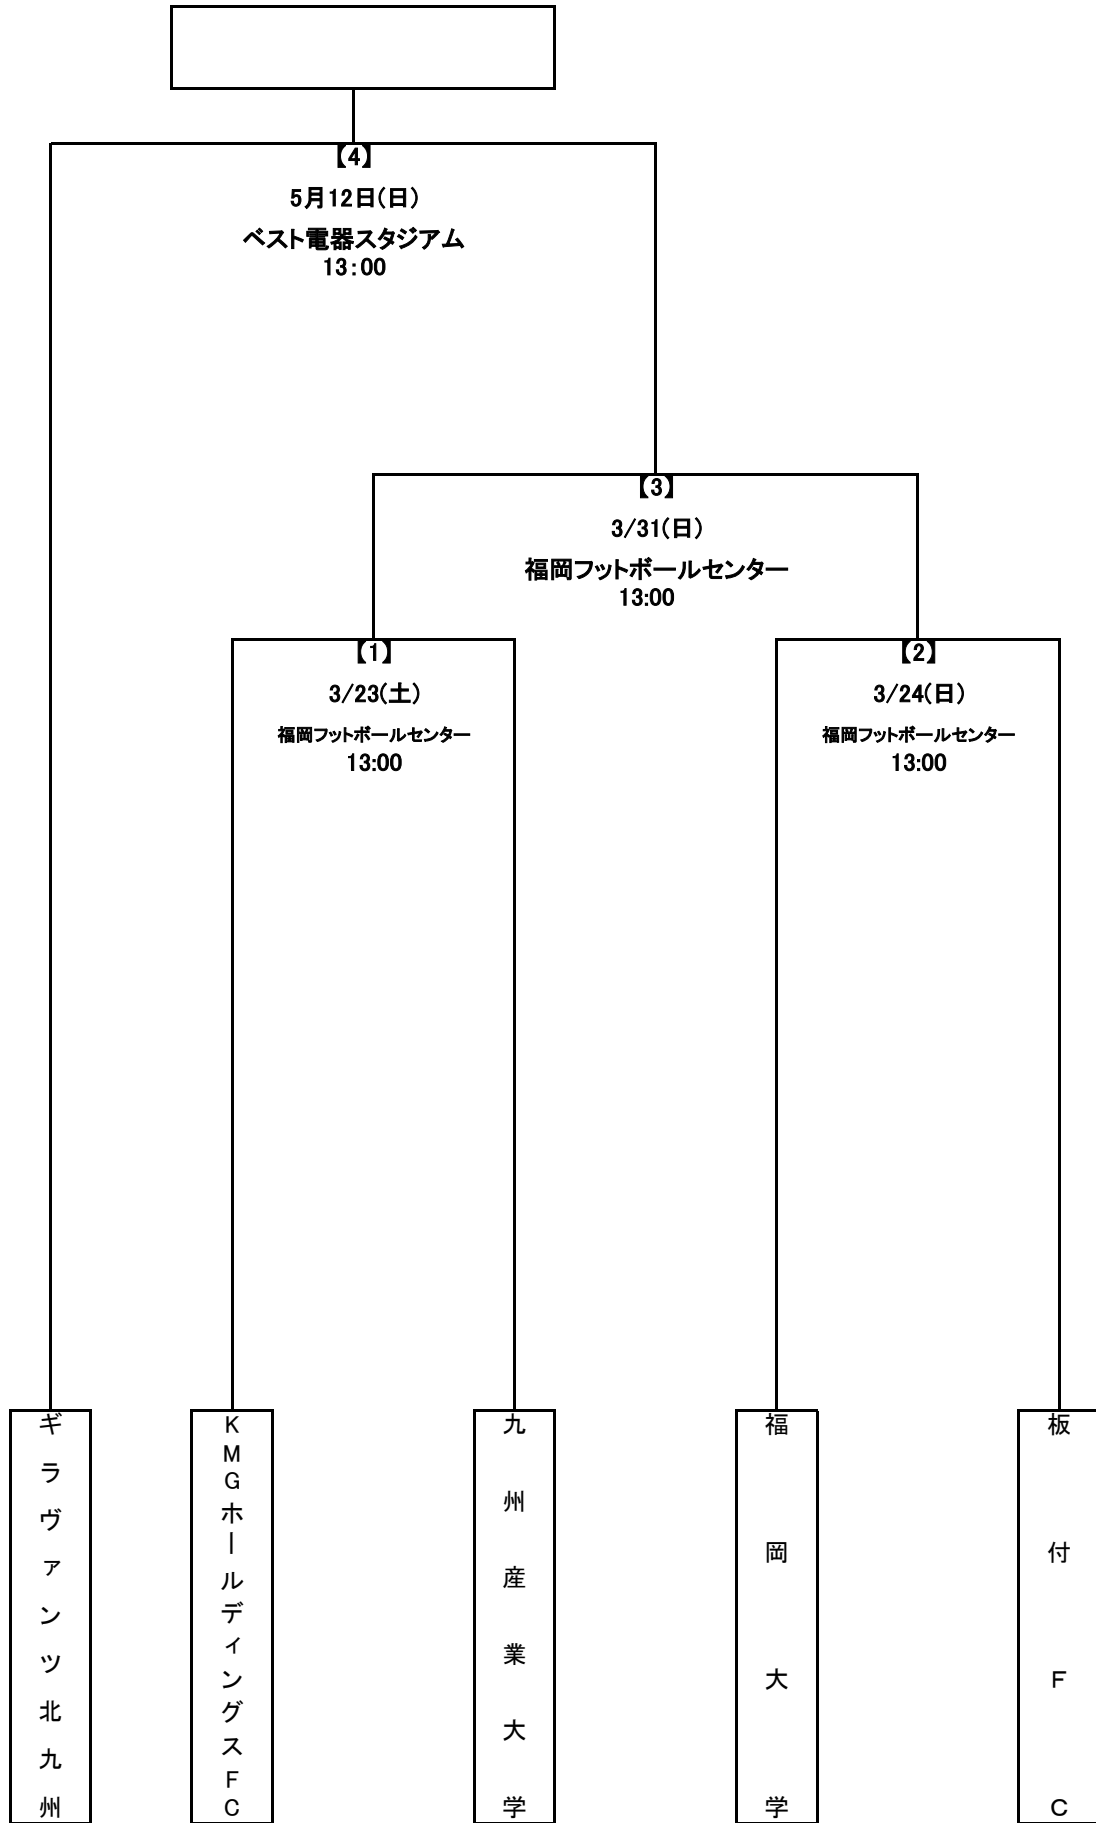 【4】
5月12日(日)
ベスト電器スタジアム
13：00
【3】
3/31(日)
福岡フットボールセンター
13:00
【1】
3/23(土)
福岡フットボールセンター
13:00
【2】
3/24(日)
福岡フットボールセンター
13:00
ギラヴァンツ北九州
KMGホールディングスFC
九州産業大学
福岡大学
板付FC